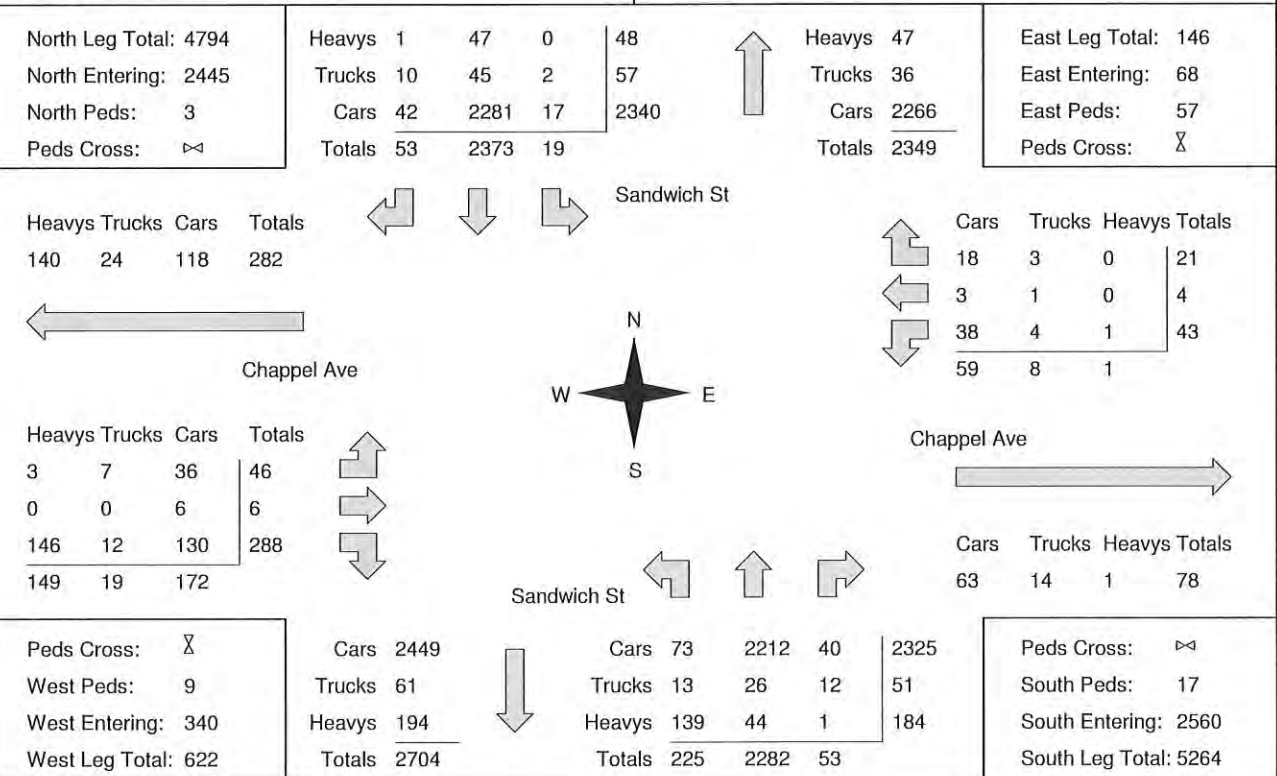 North Leg Total: 4794
North Entering: 2445
North Peds: 3
Peds Cross: ⋈
Heavys 1 47 0 48
Trucks 10 45 2 57
Cars 42 2281 17 2340
Totals 53 2373 19
Heavys 47
Trucks 36
Cars 2266
Totals 2349
East Leg Total: 146
East Entering: 68
East Peds: 57
Peds Cross: ⧖
Sandwich St
Heavys Trucks Cars Totals
140 24 118 282
Cars Trucks Heavys Totals
18 3 0 21
3 1 0 4
38 4 1 43
59 8 1
Chappel Ave
N
W E
S
Heavys Trucks Cars Totals
3 7 36 46
0 0 6 6
146 12 130 288
149 19 172
Chappel Ave
Cars Trucks Heavys Totals
63 14 1 78
Sandwich St
Peds Cross: ⧖
West Peds: 9
West Entering: 340
West Leg Total: 622
Cars 2449
Trucks 61
Heavys 194
Totals 2704
Cars 73 2212 40 2325
Trucks 13 26 12 51
Heavys 139 44 1 184
Totals 225 2282 53
Peds Cross: ⋈
South Peds: 17
South Entering: 2560
South Leg Total: 5264